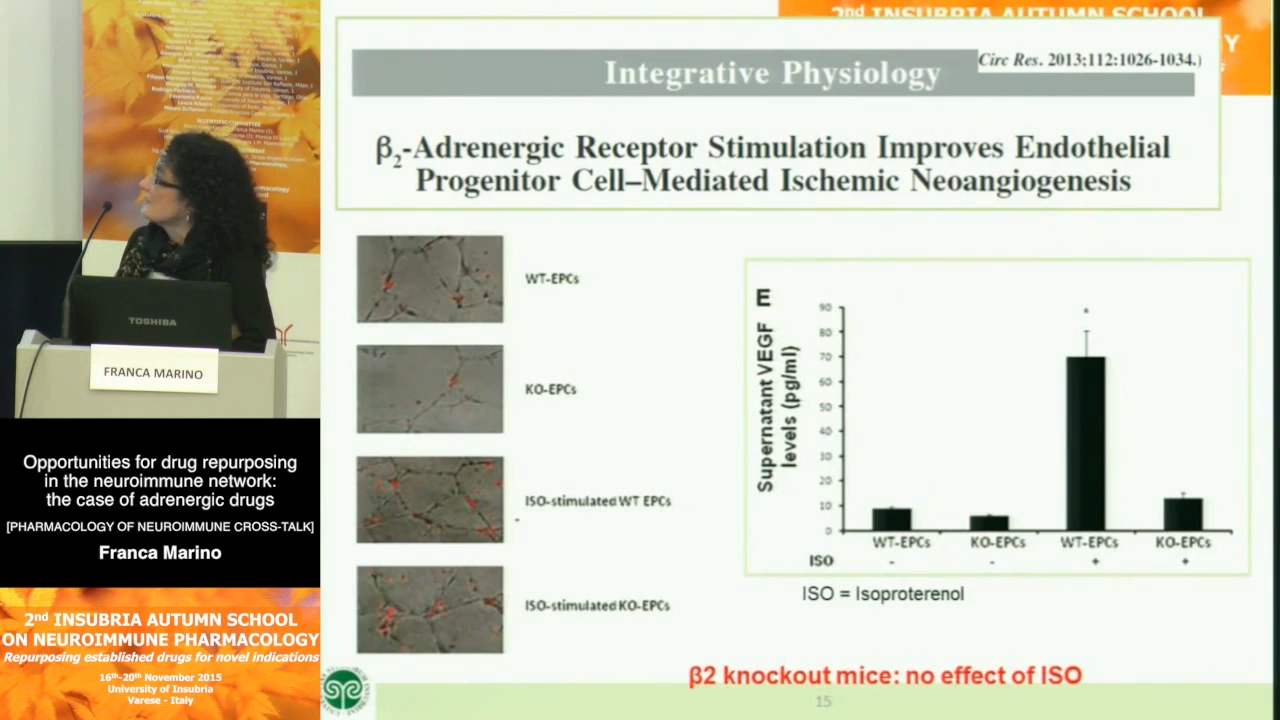 2nd INSUBRIA AUTUMN SCHOOL
Integrative Physiology
Circ Res. 2013;112:1026-1034.)
β2-Adrenergic Receptor Stimulation Improves Endothelial
Progenitor Cell–Mediated Ischemic Neoangiogenesis
WT-EPCs
KO-EPCs
ISO-stimulated WT EPCs
ISO-stimulated KO-EPCs
E
Supernatant VEGF
levels (pg/ml)
90
80
70
60
50
40
30
20
10
0
WT-EPCs KO-EPCs WT-EPCs KO-EPCs
ISO - - + +
*
ISO = Isoproterenol
β2 knockout mice: no effect of ISO
15
TOSHIBA
FRANCA MARINO
Opportunities for drug repurposing
in the neuroimmune network:
the case of adrenergic drugs
[PHARMACOLOGY OF NEUROIMMUNE CROSS-TALK]
Franca Marino
2nd INSUBRIA AUTUMN SCHOOL
ON NEUROIMMUNE PHARMACOLOGY
Repurposing established drugs for novel indications
16th-20th November 2015
University of Insubria
Varese - Italy